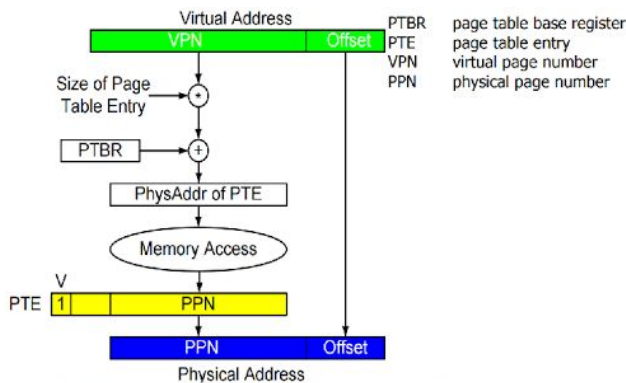 Virtual Address
VPN Offset
PTBR page table base register
PTE page table entry
VPN virtual page number
PPN physical page number
Size of Page
Table Entry
*
PTBR
+
PhysAddr of PTE
Memory Access
V
PTE 1 PPN
PPN Offset
Physical Address